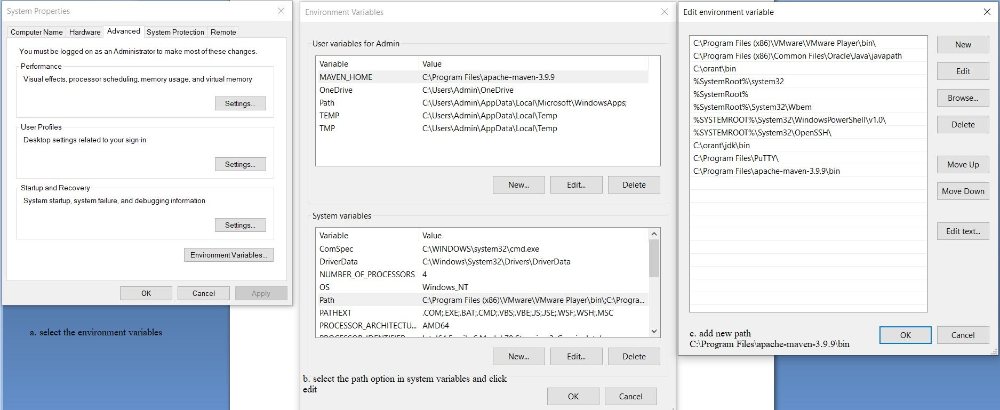 System Properties
Computer Name Hardware Advanced System Protection Remote
You must be logged on as an Administrator to make most of these changes.
Performance
Visual effects, processor scheduling, memory usage, and virtual memory
Settings...
User Profiles
Desktop settings related to your sign-in
Settings...
Startup and Recovery
System startup, system failure, and debugging information
Settings...
Environment Variables...
OK Cancel Apply
a. select the environment variables
Environment Variables
User variables for Admin
Variable Value
MAVEN_HOME C:\Program Files\apache-maven-3.9.9
OneDrive C:\Users\Admin\OneDrive
Path C:\Users\Admin\AppData\Local\Microsoft\WindowsApps;
TEMP C:\Users\Admin\AppData\Local\Temp
TMP C:\Users\Admin\AppData\Local\Temp
New... Edit... Delete
System variables
Variable Value
ComSpec C:\WINDOWS\system32\cmd.exe
DriverData C:\Windows\System32\Drivers\DriverData
NUMBER_OF_PROCESSORS 4
OS Windows_NT
Path C:\Program Files (x86)\VMware\VMware Player\bin\;C:\Progra...
PATHEXT .COM;.EXE;.BAT;.CMD;.VBS;.VBE;.JS;.JSE;.WSF;.WSH;.MSC
PROCESSOR_ARCHITECTU... AMD64
New... Edit... Delete
b. select the path option in system variables and click
edit
OK Cancel
Edit environment variable
C:\Program Files (x86)\VMware\VMware Player\bin\
C:\Program Files (x86)\Common Files\Oracle\Java\javapath
C:\orant\bin
%SystemRoot%\system32
%SystemRoot%
%SystemRoot%\System32\Wbem
%SYSTEMROOT%\System32\WindowsPowerShell\v1.0\
%SYSTEMROOT%\System32\OpenSSH\
C:\orant\jdk\bin
C:\Program Files\PuTTY\
C:\Program Files\apache-maven-3.9.9\bin
New
Edit
Browse...
Delete
Move Up
Move Down
Edit text...
c. add new path
C:\Program Files\apache-maven-3.9.9\bin
OK Cancel